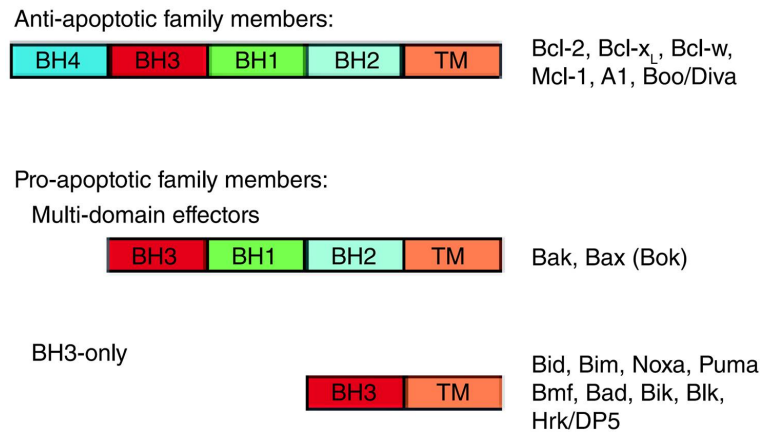 Anti-apoptotic family members:
BH4 BH3 BH1 BH2 TM
Bcl-2, Bcl-xL, Bcl-w,
Mcl-1, A1, Boo/Diva
Pro-apoptotic family members:
Multi-domain effectors
BH3 BH1 BH2 TM
Bak, Bax (Bok)
BH3-only
BH3 TM
Bid, Bim, Noxa, Puma
Bmf, Bad, Bik, Blk,
Hrk/DP5